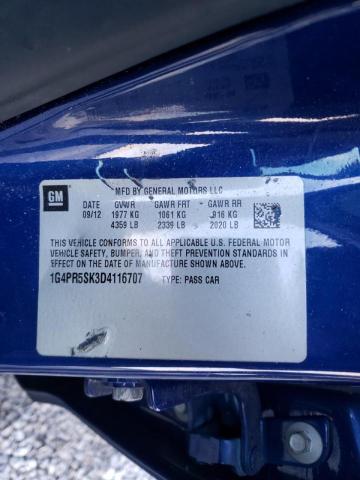 GM
MFD BY GENERAL MOTORS LLC
DATE GVWR GAWR FRT GAWR RR
09/12 1977 KG 1061 KG 916 KG
4359 LB 2339 LB 2020 LB
THIS VEHICLE CONFORMS TO ALL APPLICABLE U.S. FEDERAL MOTOR
VEHICLE SAFETY, BUMPER, AND THEFT PREVENTION STANDARDS
IN EFFECT ON THE DATE OF MANUFACTURE SHOWN ABOVE.
1G4PR5SK3D4116707 TYPE: PASS CAR